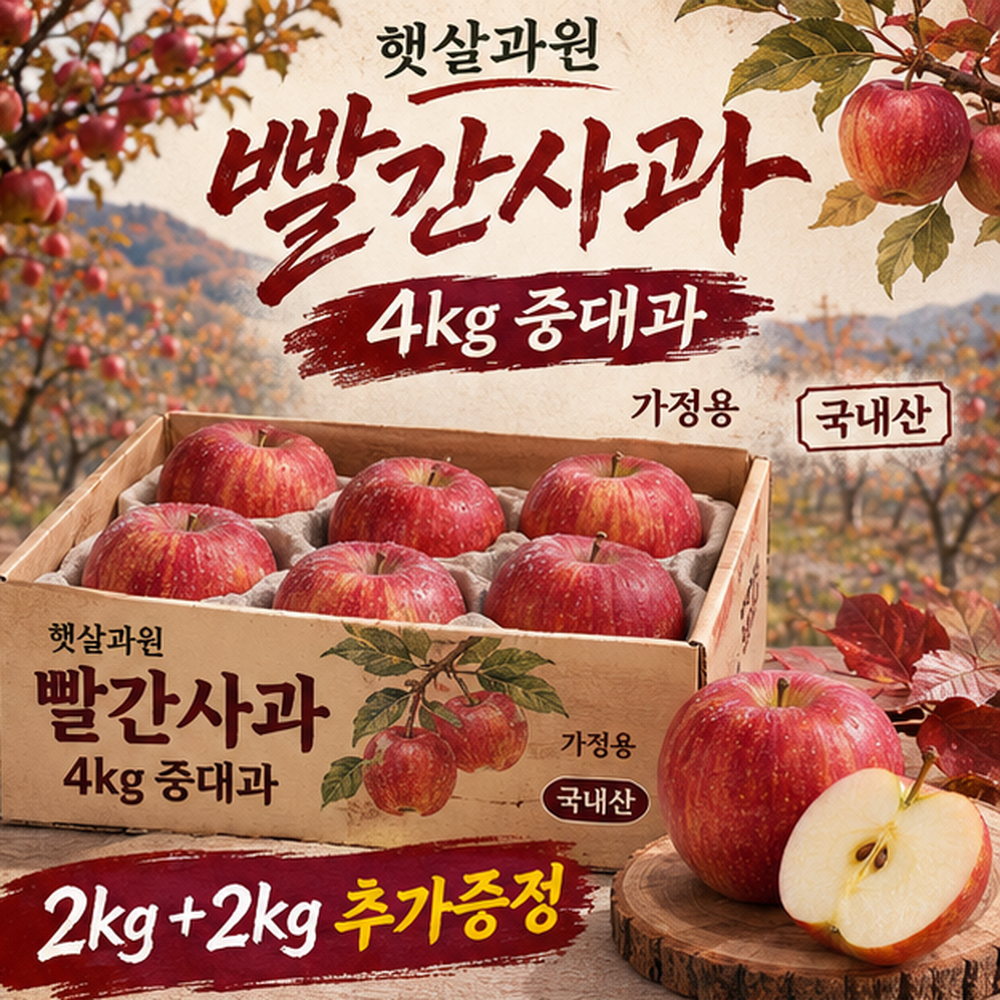 햇살과원
빨간사과
4kg 중대과
가정용
국내산
햇살과원
빨간사과
4kg 중대과
가정용
국내산
2kg+2kg 추가증정